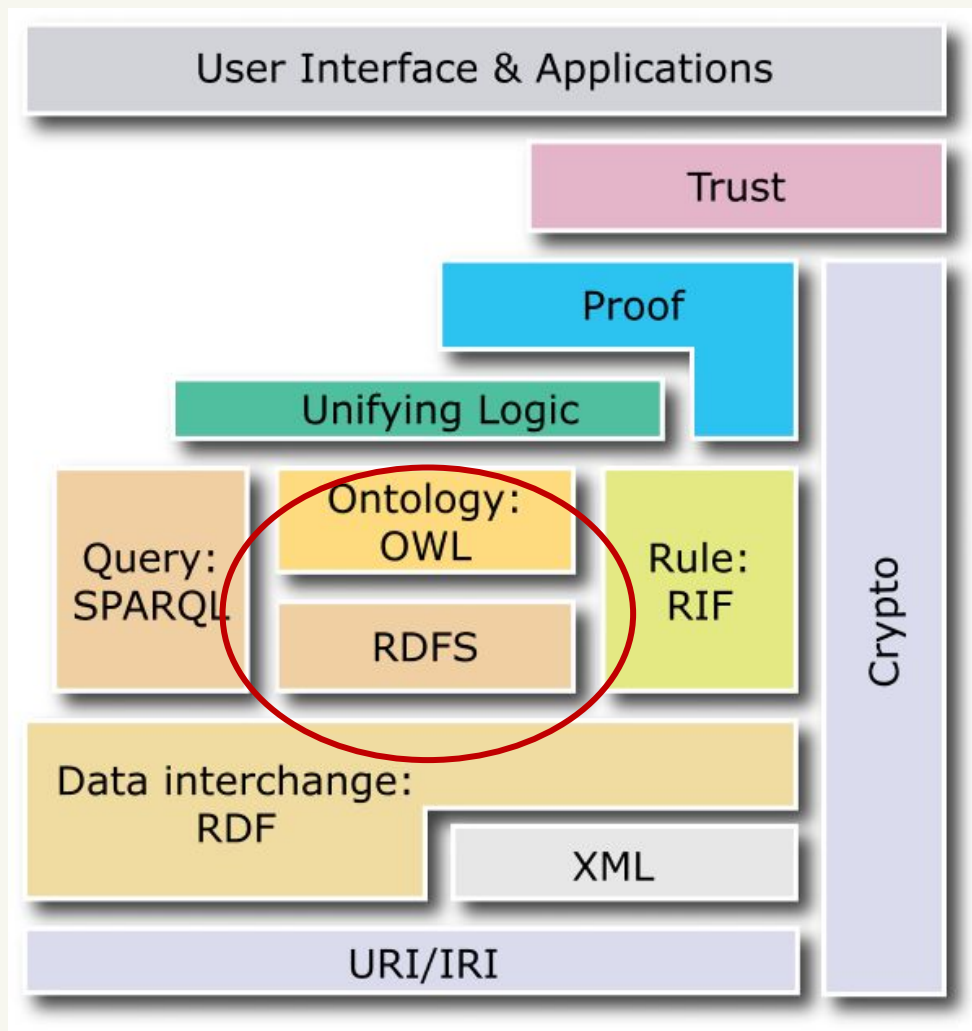 User Interface & Applications
Trust
Proof
Unifying Logic
Ontology:
OWL
Query:
SPARQL
RDFS
Rule:
RIF
Crypto
Data interchange:
RDF
XML
URI/IRI